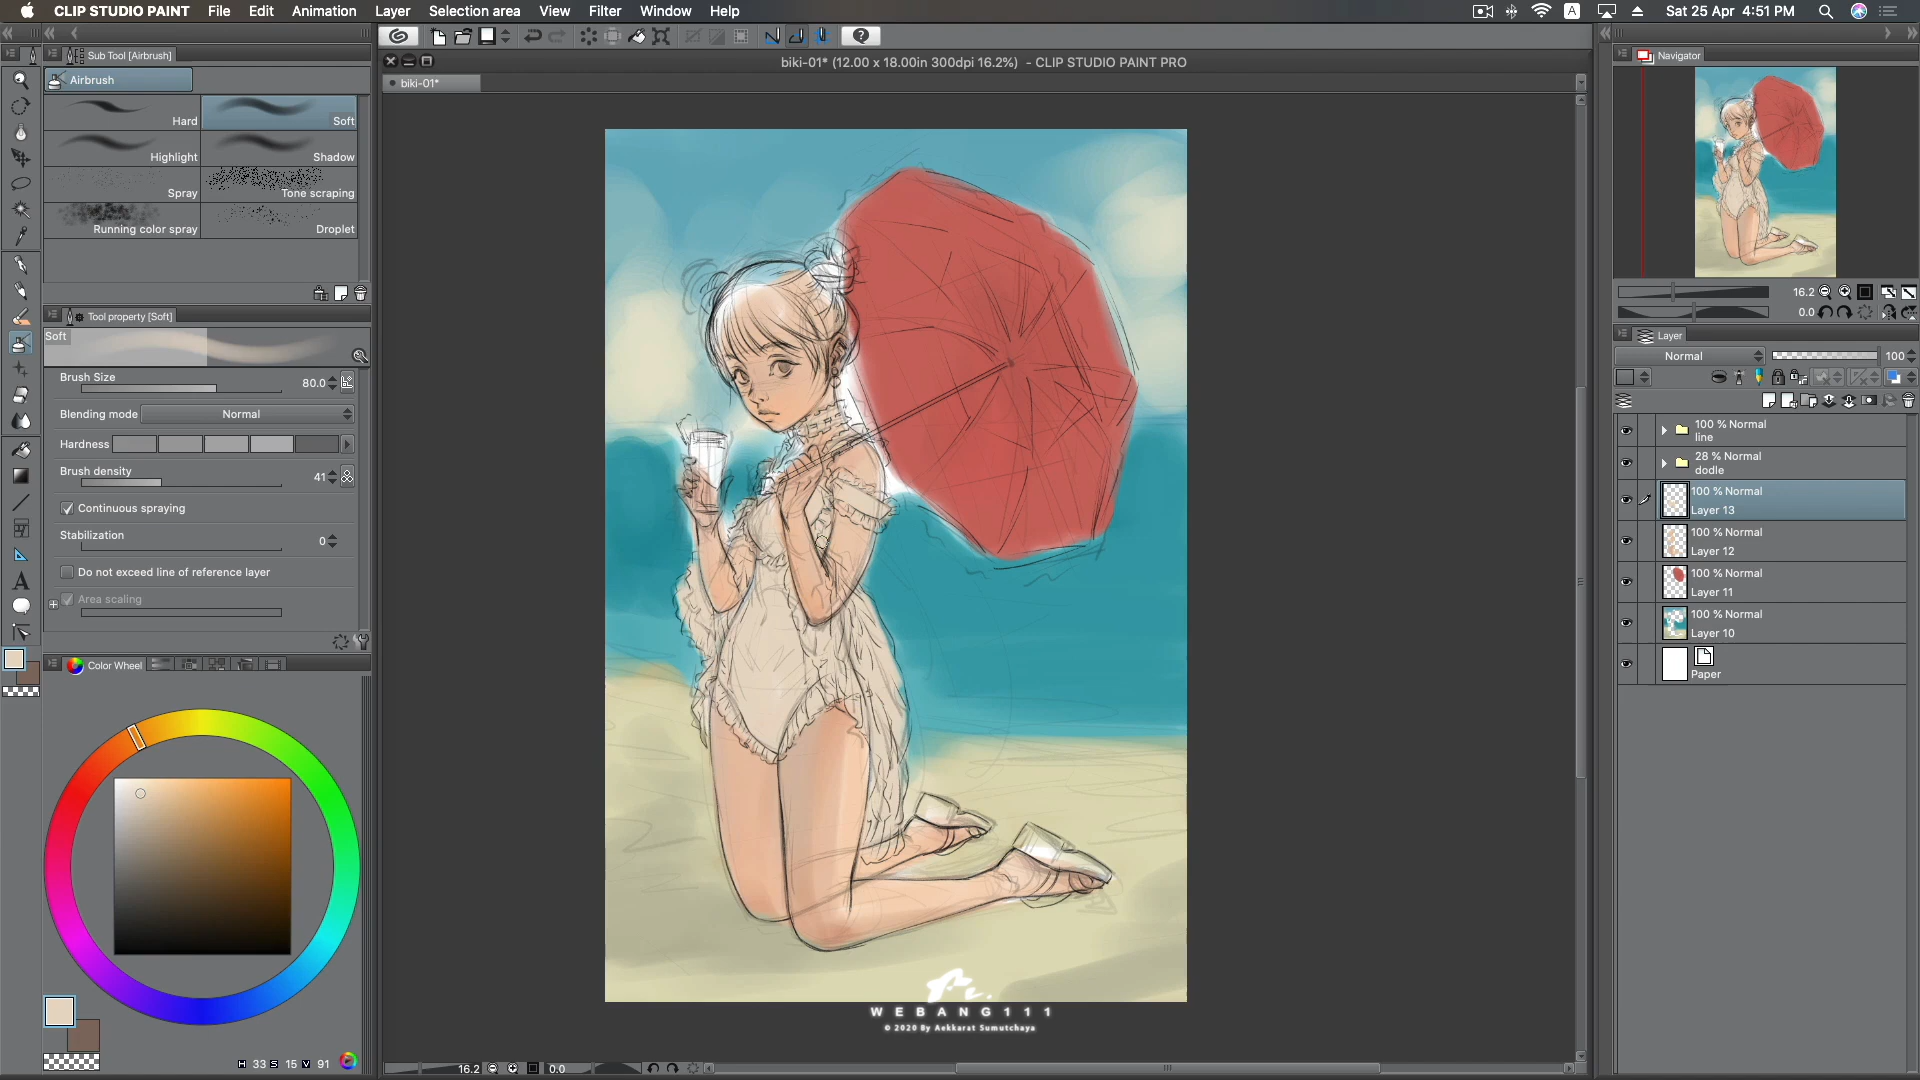 CLIP STUDIO PAINT File Edit Animation Layer Selection area View Filter Window Help
A Sat 25 Apr 4:51 PM
Sub Tool [Airbrush]
Airbrush
Hard
Soft
Highlight
Shadow
Spray
Tone scraping
Running color spray
Droplet
Tool property [Soft]
Soft
Brush Size 80.0
Blending mode Normal
Hardness
Brush density 41
Continuous spraying
Stabilization 0
Do not exceed line of reference layer
Area scaling
Color Wheel
H 33 S 15 V 91
biki-01* (12.00 x 18.00in 300dpi 16.2%) - CLIP STUDIO PAINT PRO
biki-01*
WEBANG111
© 2020 By Aekkarat Sumutchaya
16.2
0.0
Navigator
16.2
0.0
Layer
Normal 100
100 % Normal
line
28 % Normal
dodle
100 % Normal
Layer 13
100 % Normal
Layer 12
100 % Normal
Layer 11
100 % Normal
Layer 10
Paper